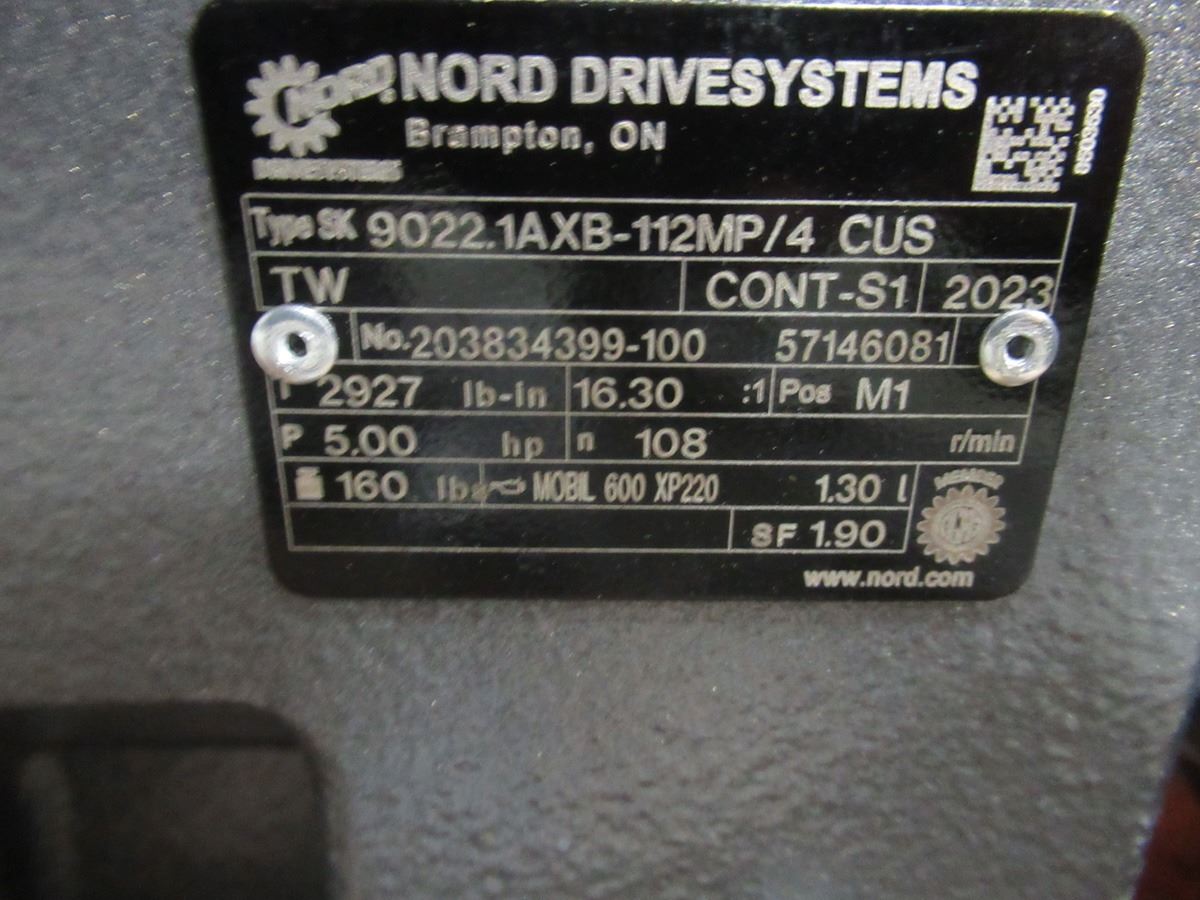 NORD NORD DRIVESYSTEMS
Brampton, ON
DRIVESYSTEMS
Type SK 9022.1AXB-112MP/4 CUS
TW CONT-S1 2023
No. 203834399-100 57146081
2927 lb-in 16.30 :1 Pos M1
P 5.00 hp n 108 r/min
160 lbs MOBIL 600 XP220 1.30 l
MEMBER
SF 1.90
www.nord.com